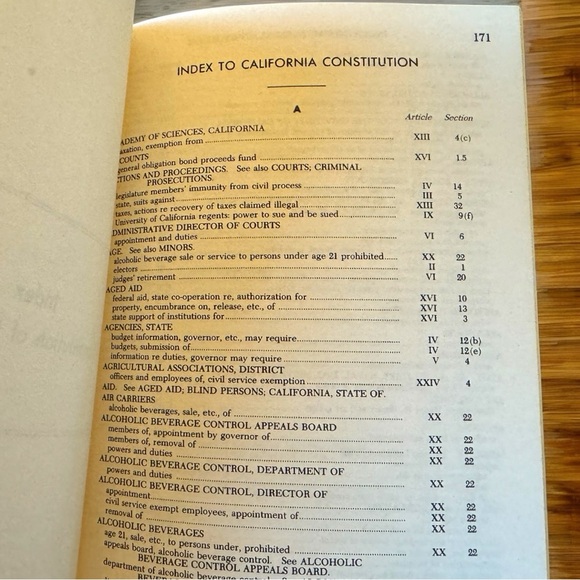 171
INDEX TO CALIFORNIA CONSTITUTION
A
Article Section
ADEMY OF SCIENCES, CALIFORNIA
exemption from XIII 4(c)
COUNTS
general obligation bond proceeds fund XVI 1.5
CTIONS AND PROCEEDINGS. See also COURTS; CRIMINAL
PROSECUTIONS.
legislature members' immunity from civil process IV 14
state, suits against III 5
taxes, actions re recovery of taxes claimed illegal XIII 32
University of California regents: power to sue and be sued IX 9(f)
DMINISTRATIVE DIRECTOR OF COURTS
appointment and duties VI 6
GE. See also MINORS.
alcoholic beverage sale or service to persons under age 21 prohibited XX 22
electors II 1
judges' retirement VI 20
AGED AID
federal aid, state co-operation re, authorization for XVI 10
property, encumbrance on, release, etc., of XVI 13
state support of institutions for XVI 3
AGENCIES, STATE
budget information, governor, etc., may require IV 12(b)
budgets, submission of IV 12(e)
information re duties, governor may require V 4
AGRICULTURAL ASSOCIATIONS, DISTRICT
officers and employees of, civil service exemption XXIV 4
AID. See AGED AID; BLIND PERSONS; CALIFORNIA, STATE OF.
AIR CARRIERS
alcoholic beverages, sale, etc., of XX 22
ALCOHOLIC BEVERAGE CONTROL APPEALS BOARD
members of, appointment by governor of XX 22
members of, removal of XX 22
powers and duties XX 22
ALCOHOLIC BEVERAGE CONTROL, DEPARTMENT OF
powers and duties XX 22
ALCOHOLIC BEVERAGE CONTROL, DIRECTOR OF
appointment XX 22
civil service exempt employees, appointment of XX 22
removal of XX 22
ALCOHOLIC BEVERAGES
age 21, sale, etc., to persons under, prohibited XX 22
appeals board, alcoholic beverage control. See ALCOHOLIC
BEVERAGE CONTROL APPEALS BOARD.
department of alcoholic beverage